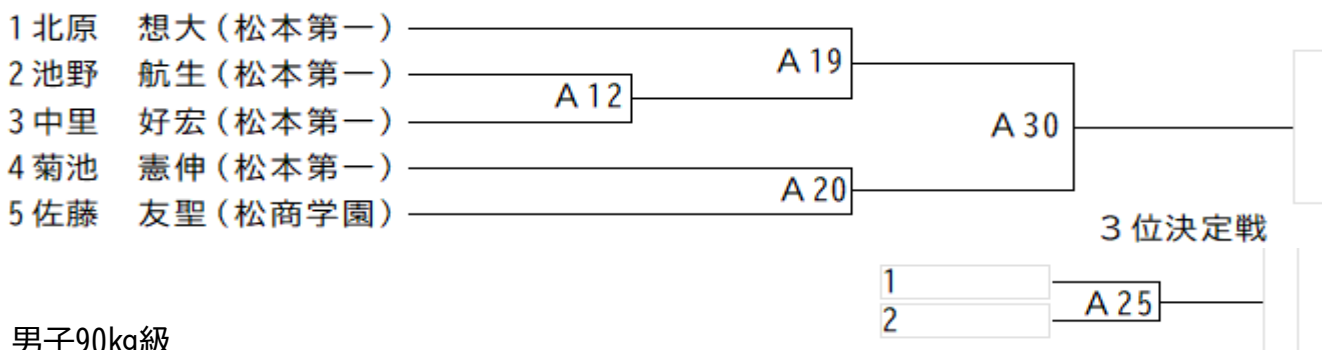 1 北原　想大（松本第一）
A 19
2 池野　航生（松本第一）
A 12
3 中里　好宏（松本第一）
A 30
4 菊池　憲伸（松本第一）
A 20
5 佐藤　友聖（松商学園）
３位決定戦
1
A 25
2
男子90kg級